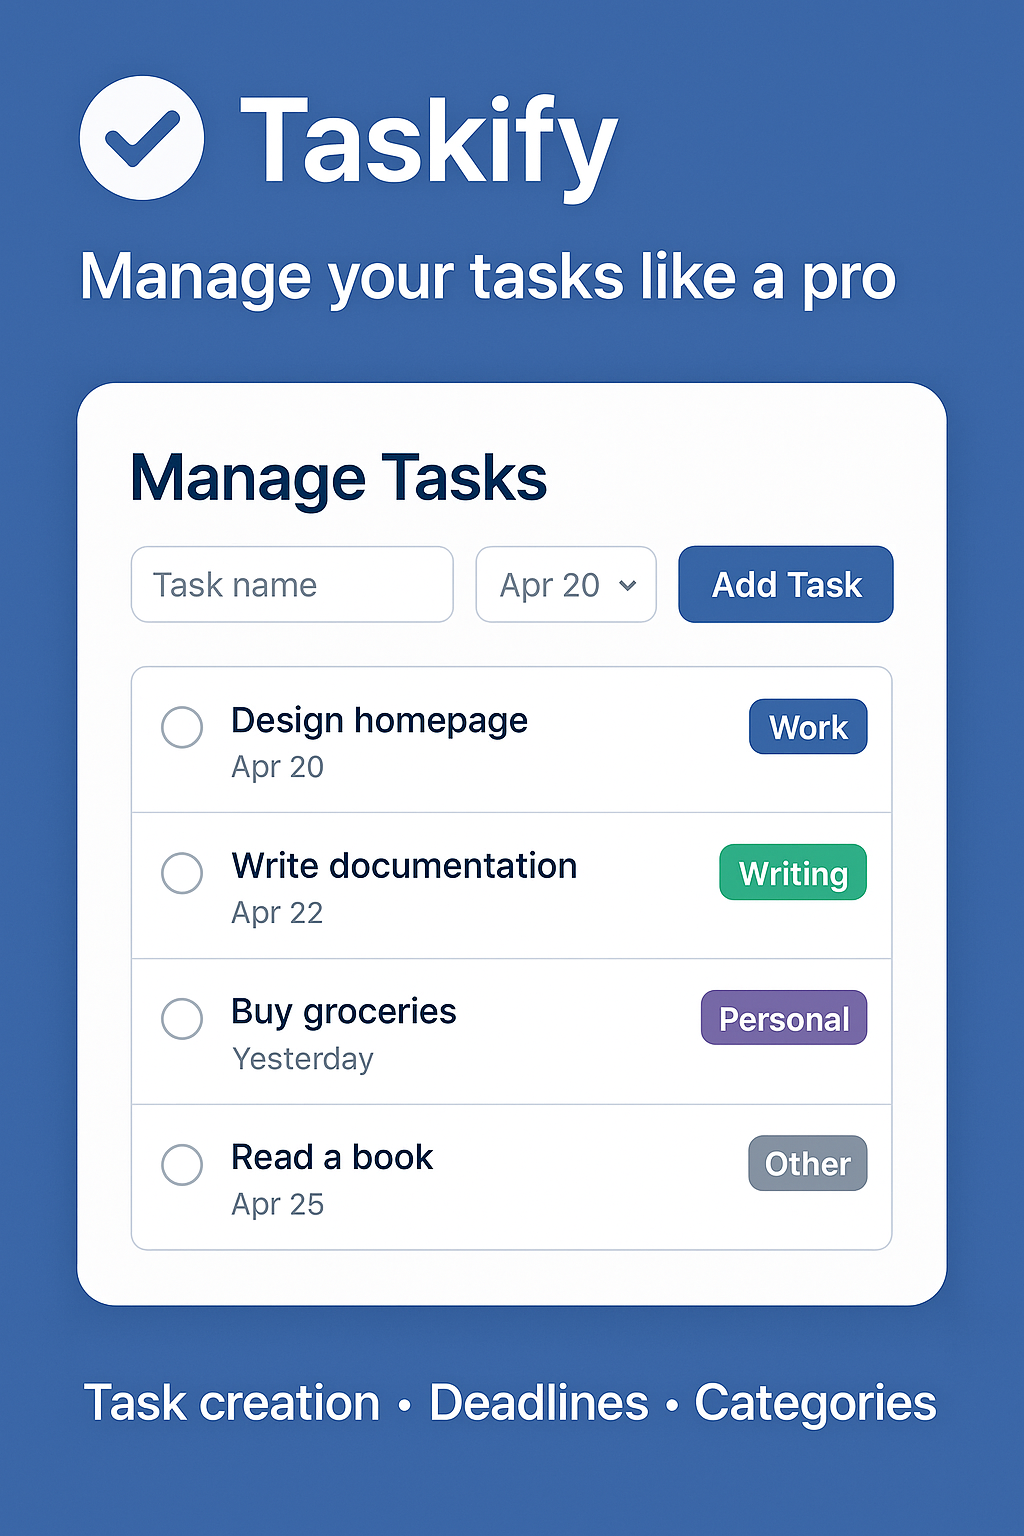 Taskify
Manage your tasks like a pro
Manage Tasks
Task name
Apr 20
Add Task
Design homepage
Work
Apr 20
Write documentation
Writing
Apr 22
Buy groceries
Personal
Yesterday
Read a book
Other
Apr 25
Task creation • Deadlines • Categories